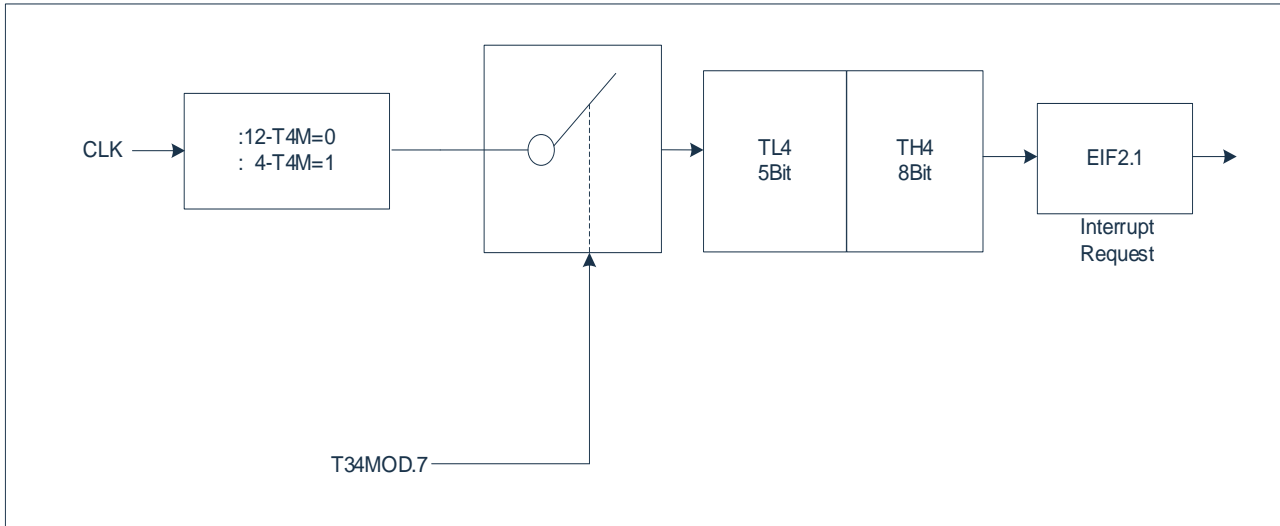 CLK
:12-T4M=0
: 4-T4M=1
TL4
5Bit
TH4
8Bit
EIF2.1
Interrupt
Request
T34MOD.7